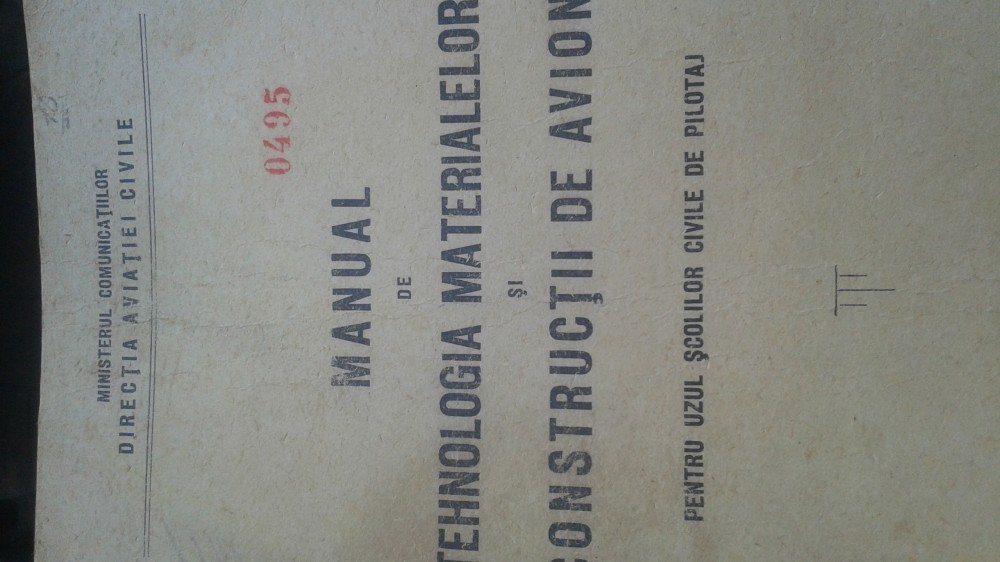 MINISTERUL COMUNICAȚIILOR
DIRECȚIA AVIAȚIEI CIVILE
0495
MANUAL
DE
TEHNOLOGIA MATERIALELOR
ȘI
CONSTRUCȚII DE AVION
PENTRU UZUL ȘCOLILOR CIVILE DE PILOTAJ